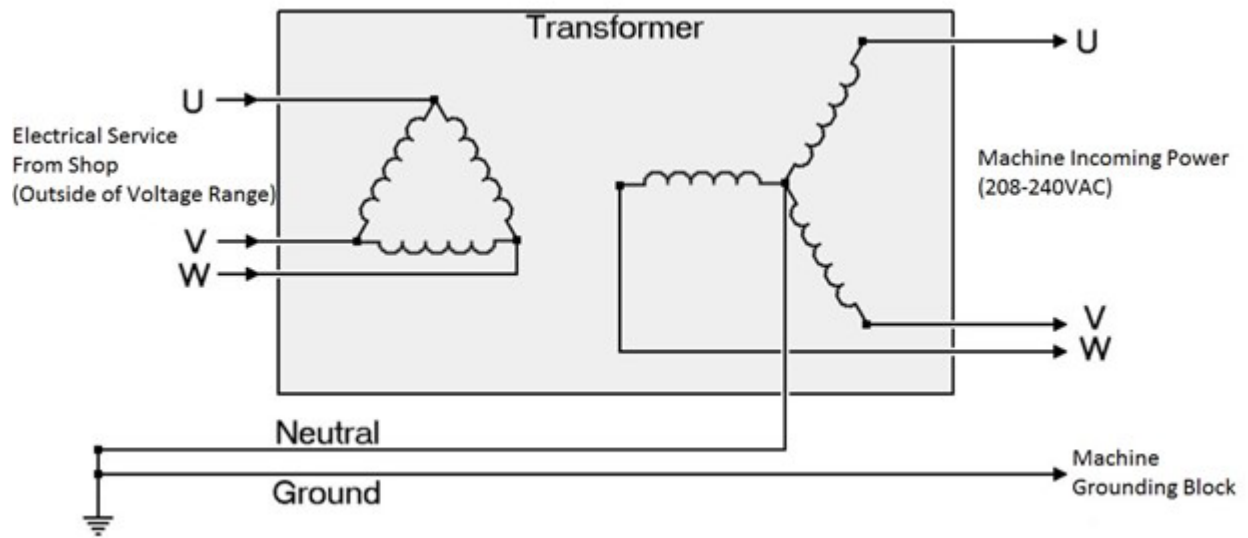 Transformer
U
U
Electrical Service
From Shop
(Outside of Voltage Range)
Machine Incoming Power
(208-240VAC)
V
W
V
W
Neutral
Ground
Machine
Grounding Block